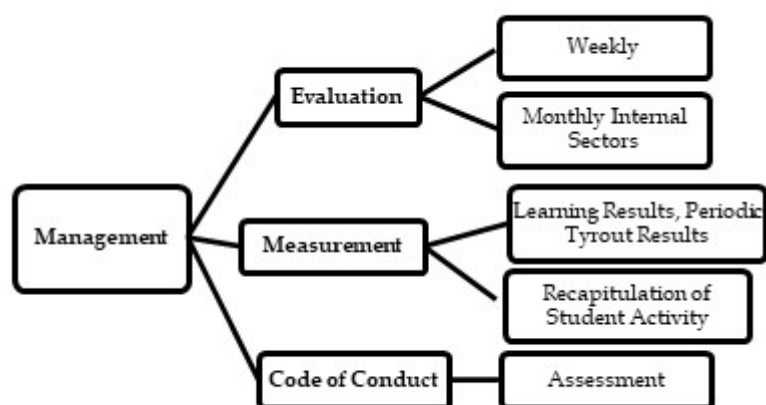 Weekly
Evaluation
Monthly Internal
Sectors
Management
Learning Results, Periodic
Tyrout Results
Measurement
Recapitulation of
Student Activity
Code of Conduct
Assessment